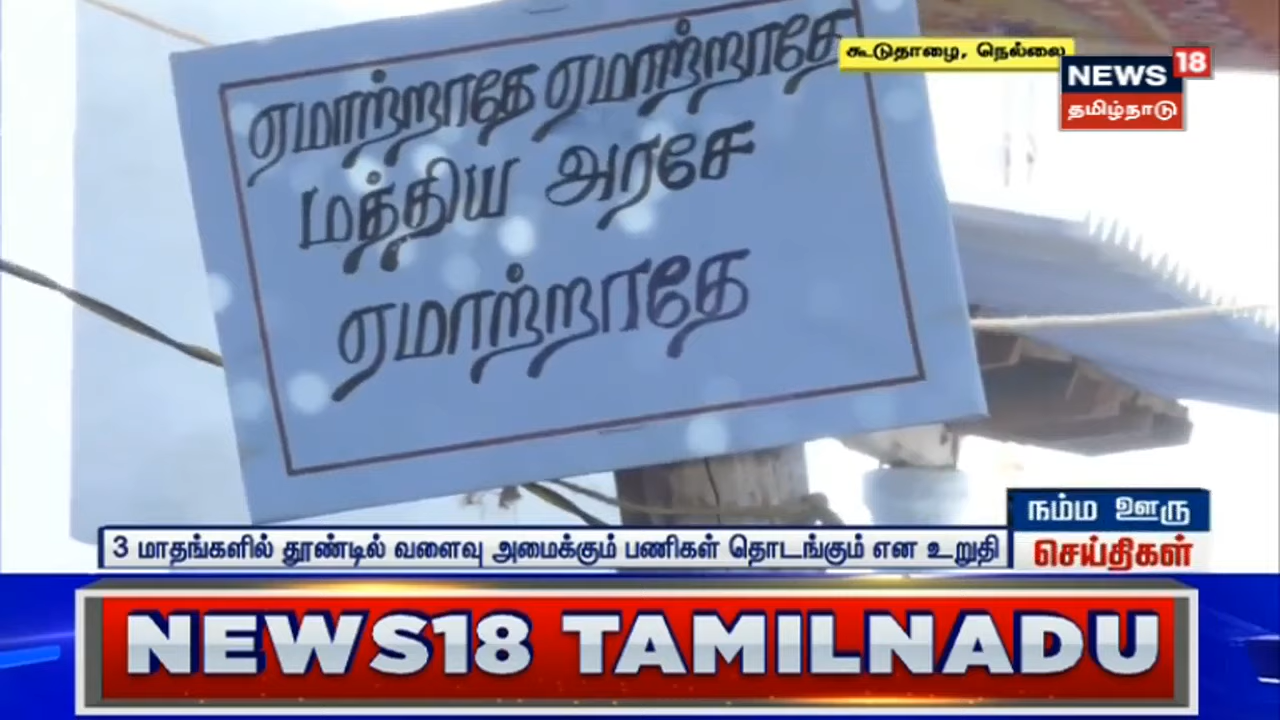 ஏமாற்றாதே ஏமாற்றாதே
மத்திய அரசே
ஏமாற்றாதே
கூடுதாழை, நெல்லை
NEWS 18
தமிழ்நாடு
நம்ம ஊரு
செய்திகள்
3 மாதங்களில் தூண்டில் வளைவு அமைக்கும் பணிகள் தொடங்கும் என உறுதி
NEWS18 TAMILNADU